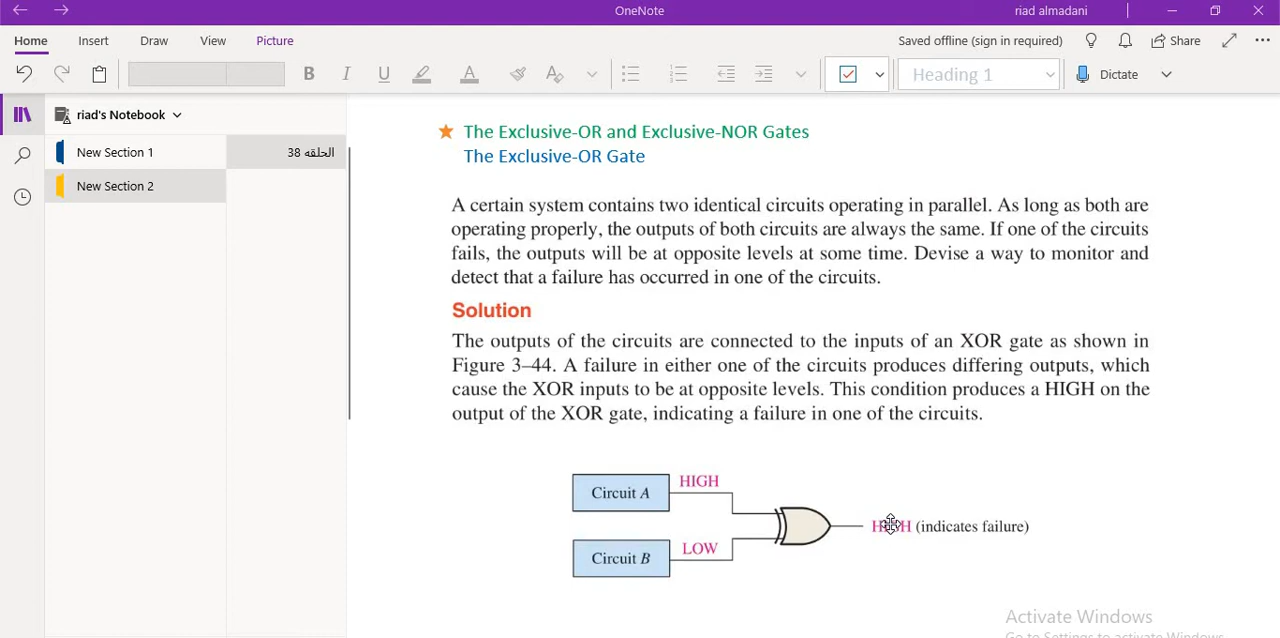 OneNote
riad almadani
Home Insert Draw View Picture
Saved offline (sign in required)
Share
B I U A
Heading 1
Dictate
riad's Notebook
New Section 1
New Section 2
الحلقه 38
The Exclusive-OR and Exclusive-NOR Gates
The Exclusive-OR Gate
A certain system contains two identical circuits operating in parallel. As long as both are
operating properly, the outputs of both circuits are always the same. If one of the circuits
fails, the outputs will be at opposite levels at some time. Devise a way to monitor and
detect that a failure has occurred in one of the circuits.
Solution
The outputs of the circuits are connected to the inputs of an XOR gate as shown in
Figure 3–44. A failure in either one of the circuits produces differing outputs, which
cause the XOR inputs to be at opposite levels. This condition produces a HIGH on the
output of the XOR gate, indicating a failure in one of the circuits.
Circuit A
HIGH
HIGH (indicates failure)
Circuit B
LOW
Activate Windows
Go to Settings to activate Windows